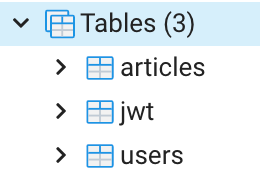 Tables (3)
articles
jwt
users